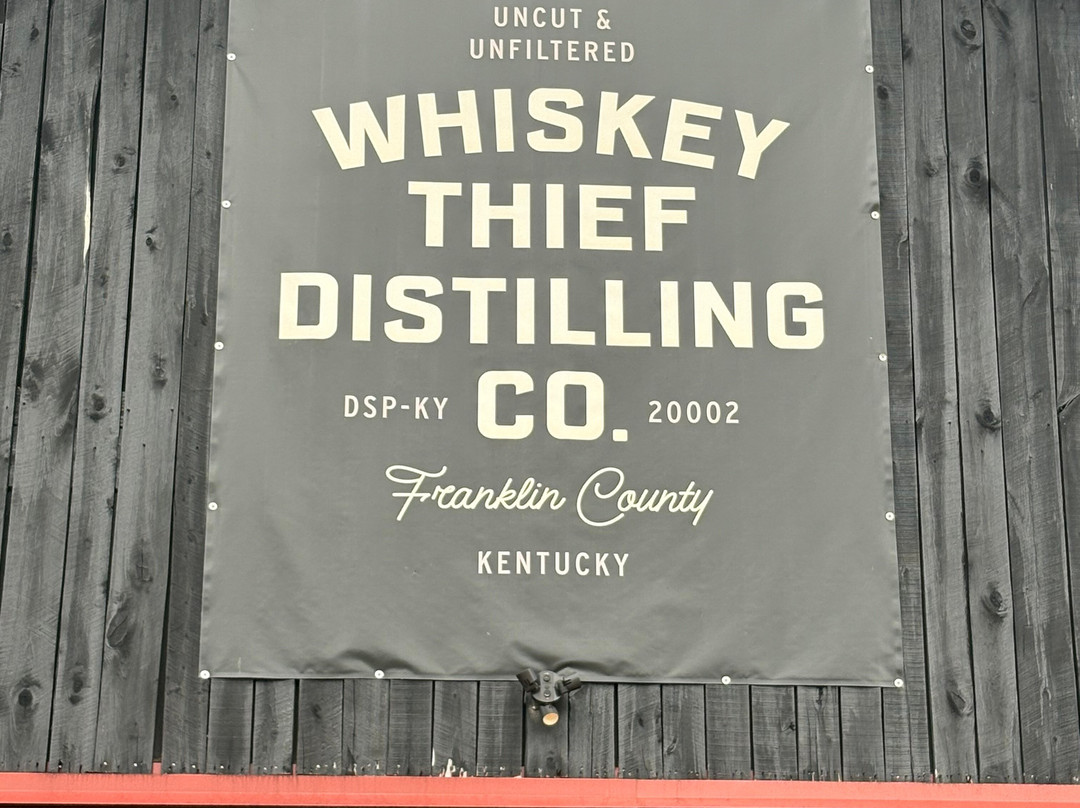 UNCUT &
UNFILTERED
WHISKEY
THIEF
DISTILLING
DSP-KY CO. 20002
Franklin County
KENTUCKY